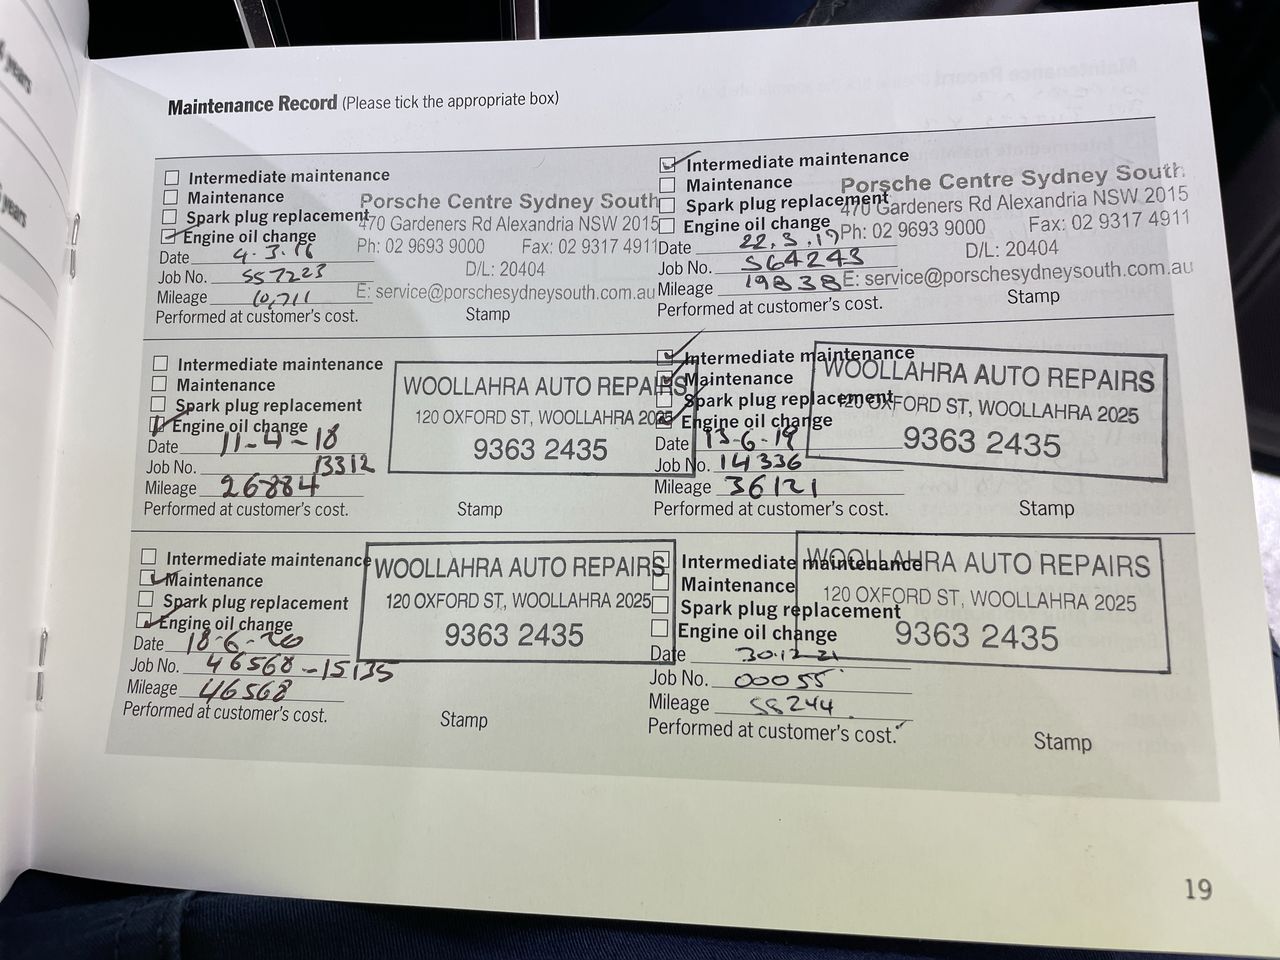 years
years
Maintenance Record (Please tick the appropriate box)
Intermediate maintenance
Maintenance
Spark plug replacement
Engine oil change
Date 4.3.16
Job No. 557223
Mileage 10,711
Performed at customer's cost.
Porsche Centre Sydney South
470 Gardeners Rd Alexandria NSW 2015
Ph: 02 9693 9000 Fax: 02 9317 4911
D/L: 20404
E: service@porschesydneysouth.com.au
Stamp
Intermediate maintenance
Maintenance
Spark plug replacement
Engine oil change
Date 22.3.17
Job No. 564243
Mileage 19838
Performed at customer's cost.
Porsche Centre Sydney South
470 Gardeners Rd Alexandria NSW 2015
Ph: 02 9693 9000 Fax: 02 9317 4911
D/L: 20404
E: service@porschesydneysouth.com.au
Stamp
Intermediate maintenance
Maintenance
Spark plug replacement
Engine oil change
Date 11-4-18
Job No. 13312
Mileage 26884
Performed at customer's cost.
WOOLLAHRA AUTO REPAIRS
120 OXFORD ST, WOOLLAHRA 2025
9363 2435
Stamp
Intermediate maintenance
Maintenance
Spark plug replacement
Engine oil change
Date 13-6-19
Job No. 14336
Mileage 36121
Performed at customer's cost.
WOOLLAHRA AUTO REPAIRS
120 OXFORD ST, WOOLLAHRA 2025
9363 2435
Stamp
Intermediate maintenance
Maintenance
Spark plug replacement
Engine oil change
Date 18-6-20
Job No. 46568-15135
Mileage 46568
Performed at customer's cost.
WOOLLAHRA AUTO REPAIRS
120 OXFORD ST, WOOLLAHRA 2025
9363 2435
Stamp
Intermediate maintenance
Maintenance
Spark plug replacement
Engine oil change
Date 30.12.21
Job No. 00055
Mileage 55244
Performed at customer's cost.
WOOLLAHRA AUTO REPAIRS
120 OXFORD ST, WOOLLAHRA 2025
9363 2435
Stamp
19